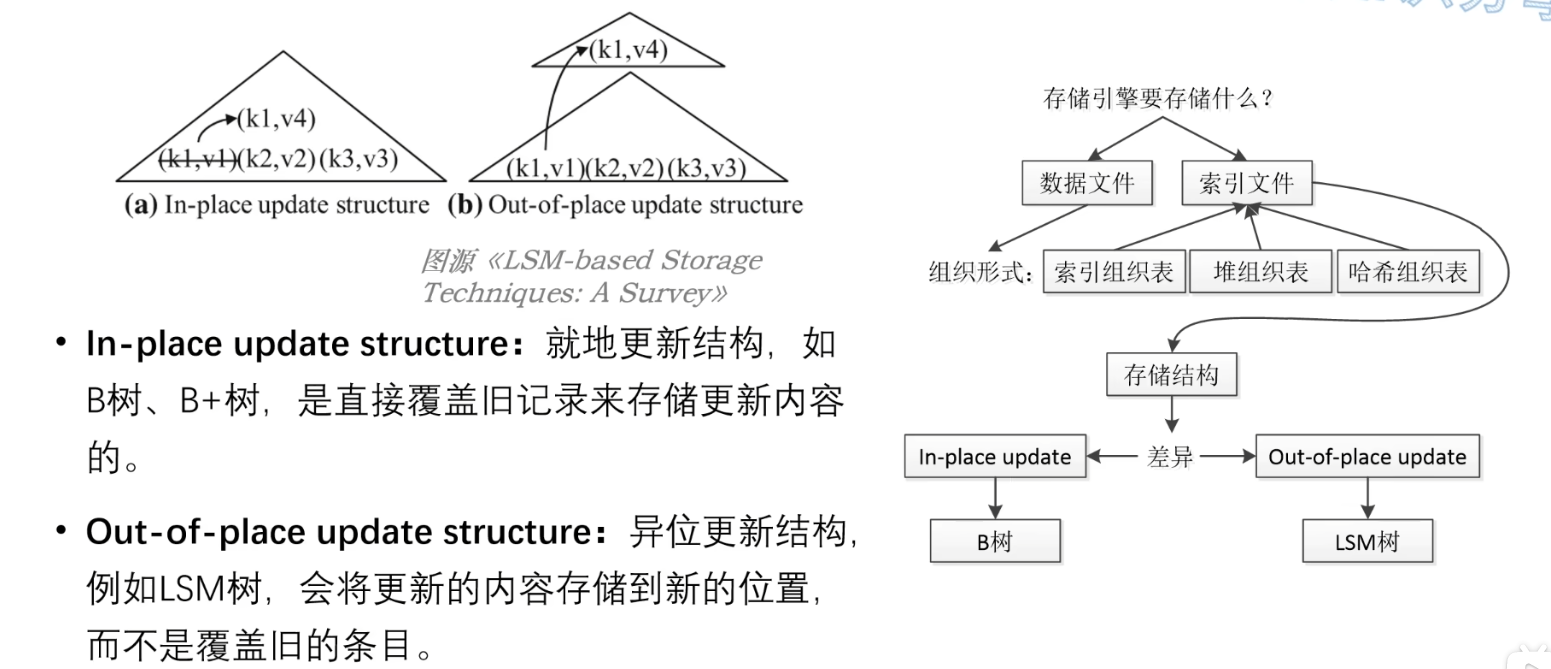 (k1,v4)
(k1,v1)(k2,v2)(k3,v3)
(a) In-place update structure
(k1,v4)
(k1,v1)(k2,v2)(k3,v3)
(b) Out-of-place update structure
图源《LSM-based Storage
Techniques: A Survey》
• In-place update structure：就地更新结构，如
B树、B+树，是直接覆盖旧记录来存储更新内容
的。
• Out-of-place update structure：异位更新结构，
例如LSM树，会将更新的内容存储到新的位置，
而不是覆盖旧的条目。
存储引擎要存储什么？
数据文件
索引文件
组织形式：
索引组织表
堆组织表
哈希组织表
存储结构
In-place update
差异
Out-of-place update
B树
LSM树